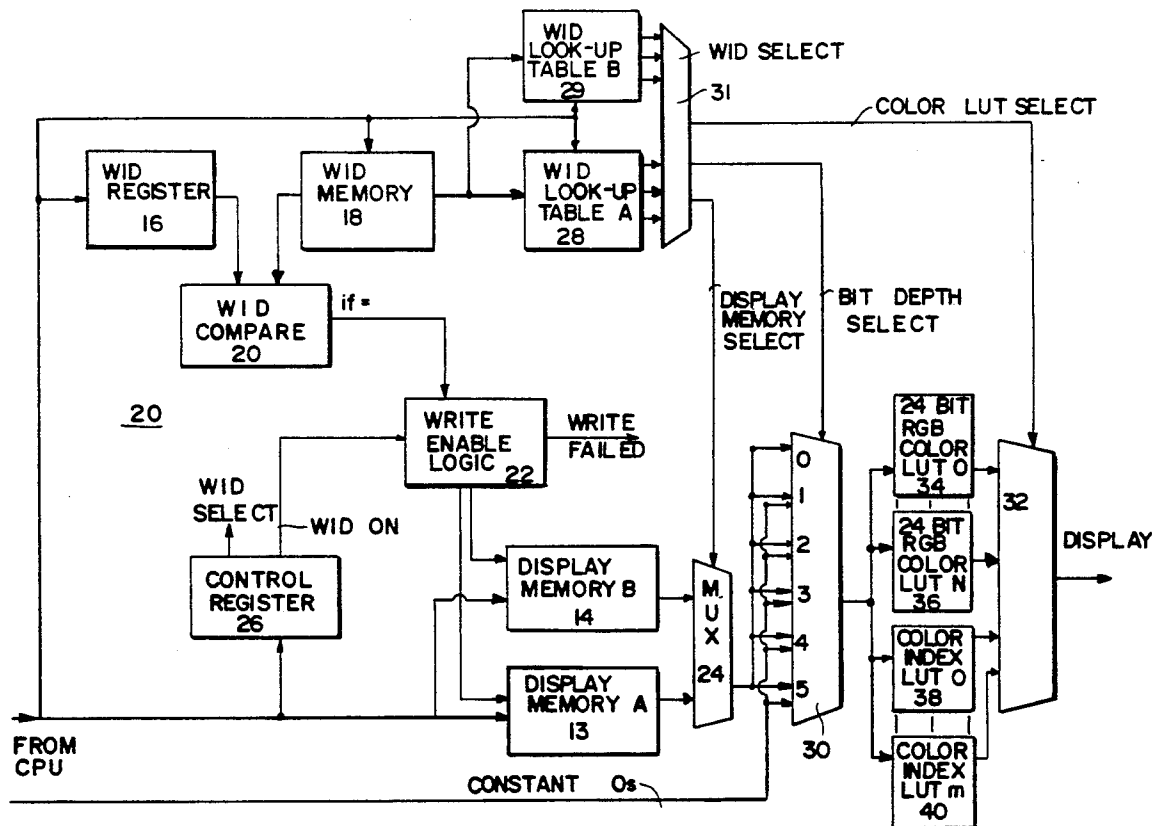 WID
LOOK-UP
TABLE B
29
WID SELECT
31
COLOR LUT SELECT
WID
REGISTER
16
WID
MEMORY
18
WID
LOOK-UP
TABLE A
28
WID
COMPARE
20
if =
DISPLAY
MEMORY
SELECT
BIT DEPTH
SELECT
20
WRITE
ENABLE
LOGIC
22
WRITE
FAILED
WID
SELECT
WID ON
CONTROL
REGISTER
26
DISPLAY
MEMORY B
14
DISPLAY
MEMORY A
13
MUX
24
0
1
2
3
4
5
30
24 BIT
RGB
COLOR
LUT 0
34
24 BIT
RGB
COLOR
LUT N
36
COLOR
INDEX
LUT 0
38
COLOR
INDEX
LUT m
40
32
DISPLAY
FROM
CPU
CONSTANT Os